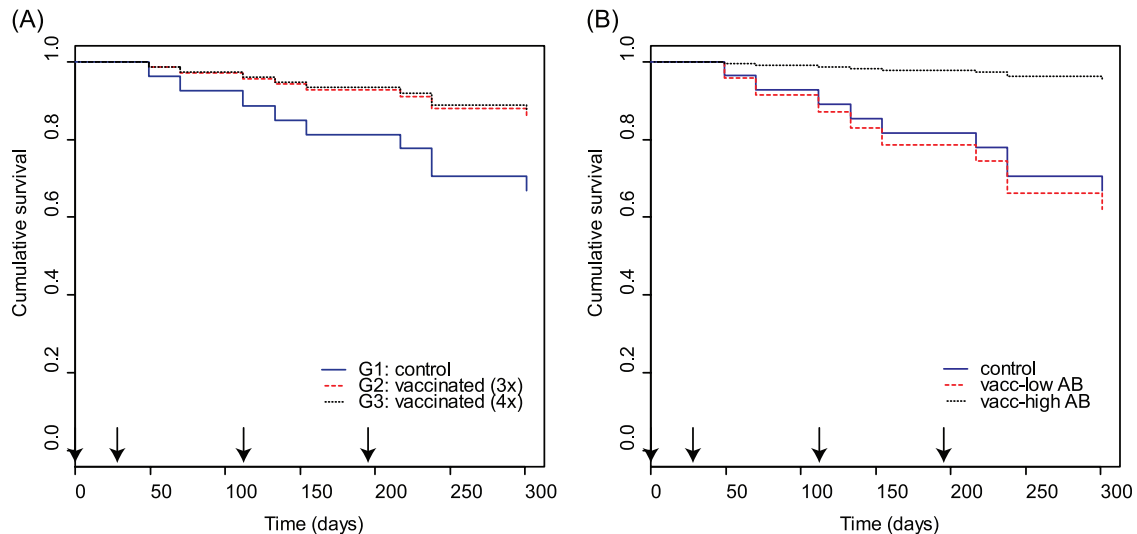 (A)
Cumulative survival
1.0
0.8
0.6
0.4
0.2
0.0
G1: control
G2: vaccinated (3x)
G3: vaccinated (4x)
0 50 100 150 200 250 300
Time (days)
(B)
Cumulative survival
1.0
0.8
0.6
0.4
0.2
0.0
control
vacc-low AB
vacc-high AB
0 50 100 150 200 250 300
Time (days)